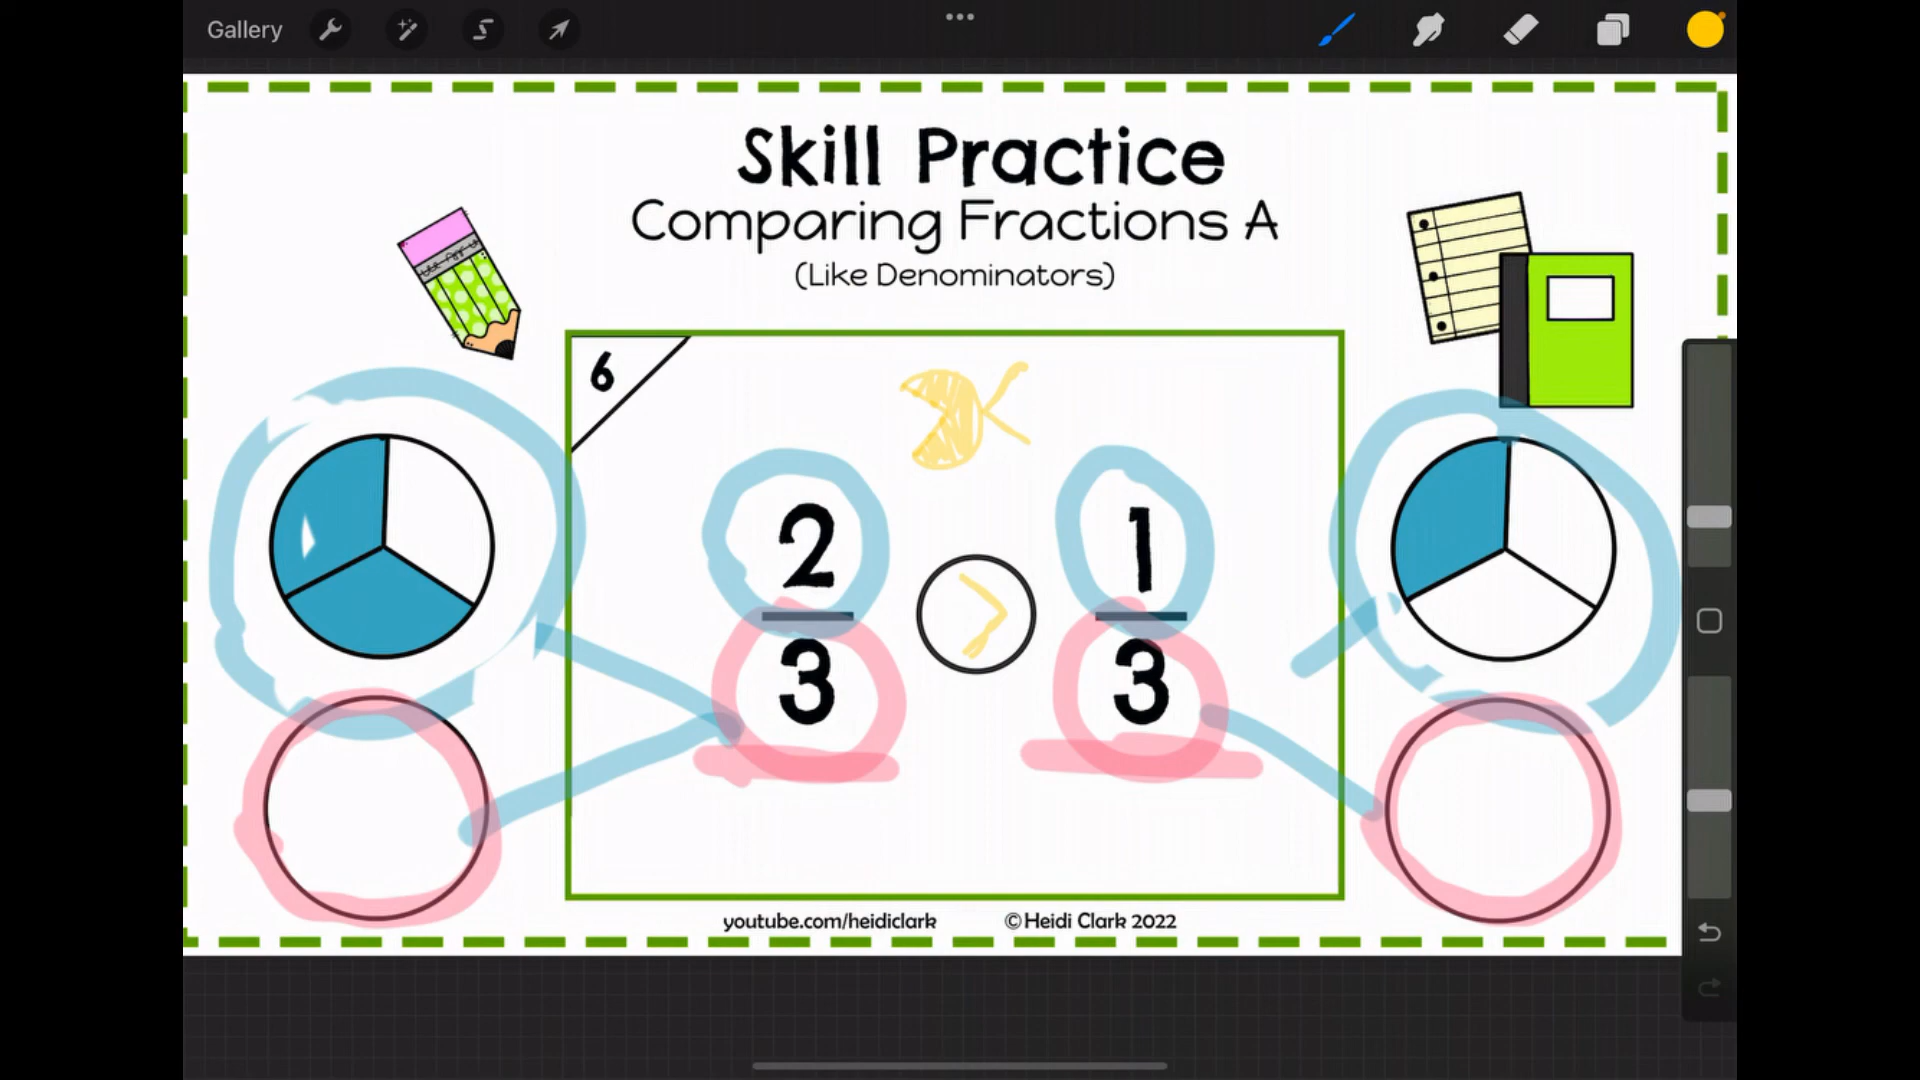 Gallery
Skill Practice
Comparing Fractions A
(Like Denominators)
6
2 1
>
3 3
youtube.com/heidiclark ©Heidi Clark 2022